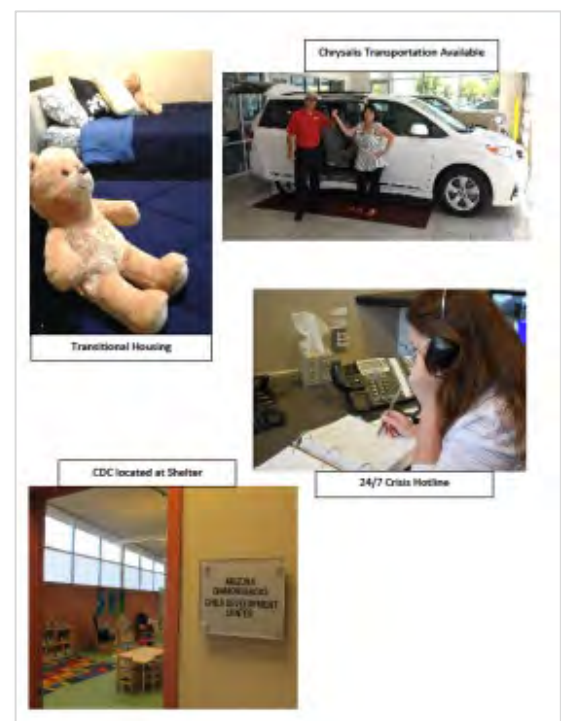 Chrysalis Transportation Available
Transitional Housing
24/7 Crisis Hotline
CDC located at Shelter
ARIZONA
DIAMONDBACKS
CHILD DEVELOPMENT
CENTER